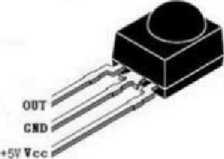 OUT
GND
+5V Vcc